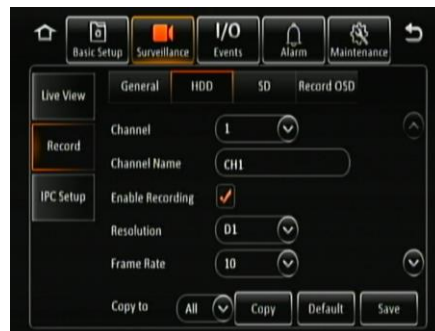 Basic Setup
Surveillance
I/O
Events
Alarm
Maintenance
Live View
Record
IPC Setup
General
HDD
SD
Record OSD
Channel
1
Channel Name
CH1
Enable Recording
Resolution
D1
Frame Rate
10
Copy to
All
Copy
Default
Save